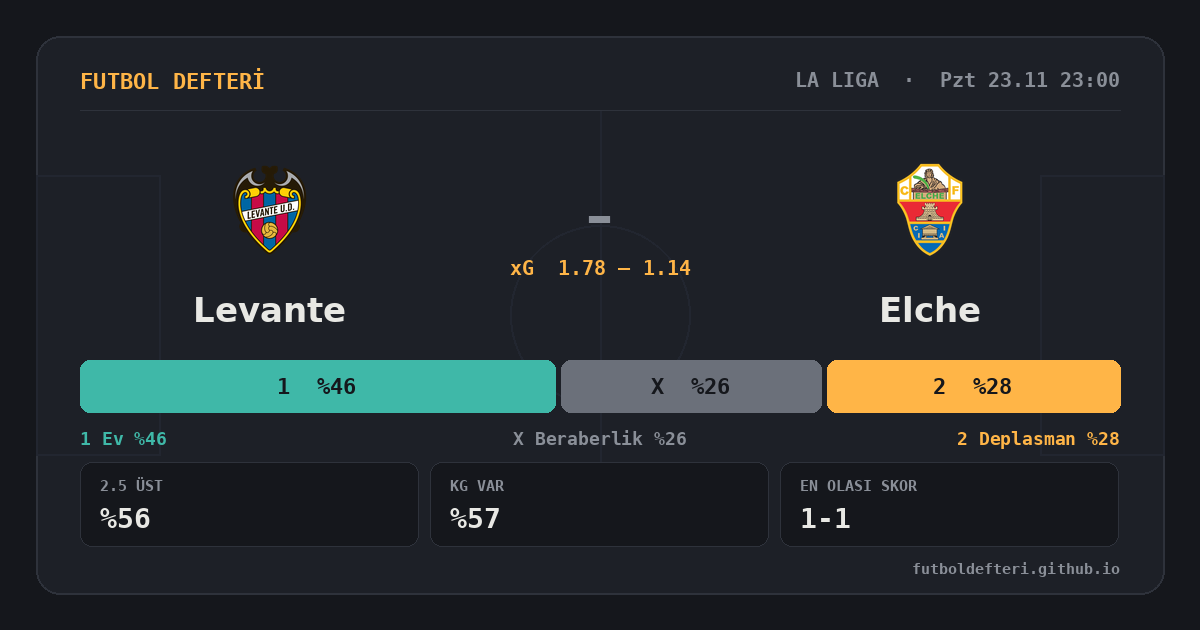 FUTBOL DEFTERİ
LA LIGA · Pzt 23.11 23:00
LEVANTE U.D.
C F
ELCHE
C I
I A
-
xG 1.78 – 1.14
Levante
Elche
1 %46
X %26
2 %28
1 Ev %46
X Beraberlik %26
2 Deplasman %28
2.5 ÜST
KG VAR
EN OLASI SKOR
%56
%57
1-1
futboldefteri.github.io